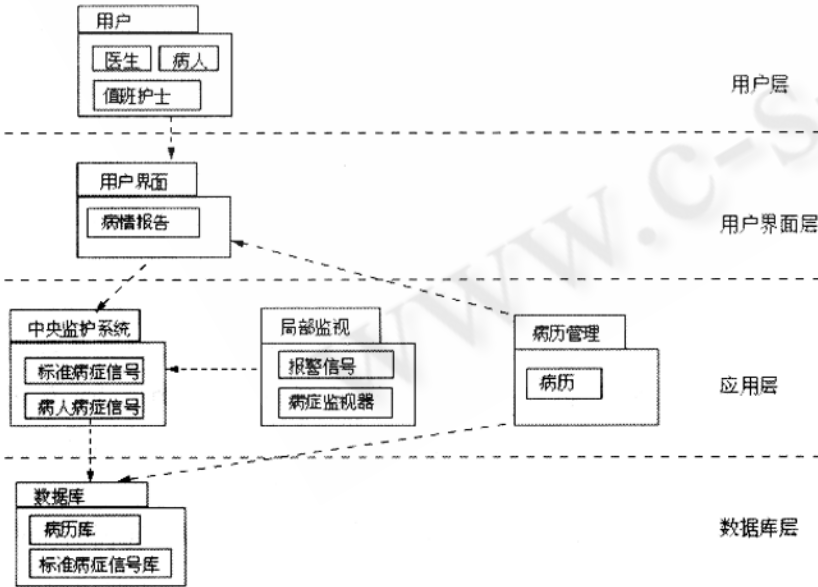 用户
医生 病人
值班护士
用户层
用户界面
病情报告
用户界面层
中央监护系统
标准病症信号
病人病症信号
局部监视
报警信号
病症监视器
病历管理
病历
应用层
数据库
病历库
标准病症信号库
数据库层
www.c-s